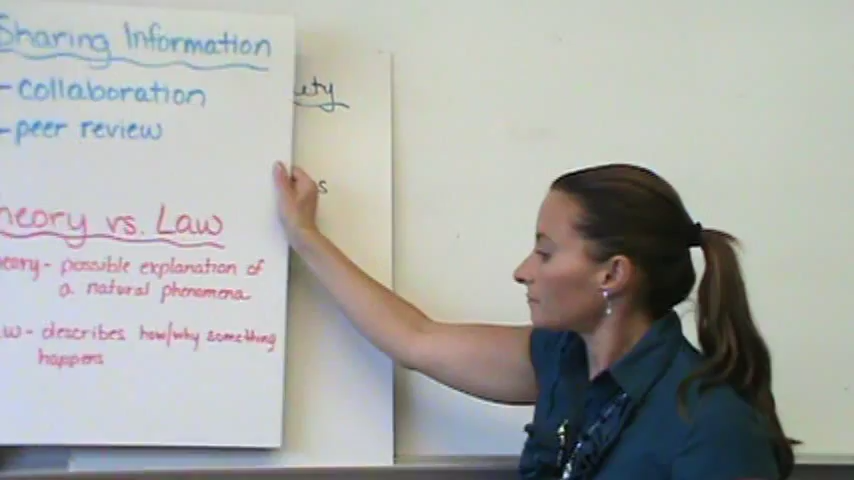 Sharing Information
-collaboration
-peer review
heory vs. Law
eory- possible explanation of
a natural phenomena
w- describes how/why something
happens
ety
s